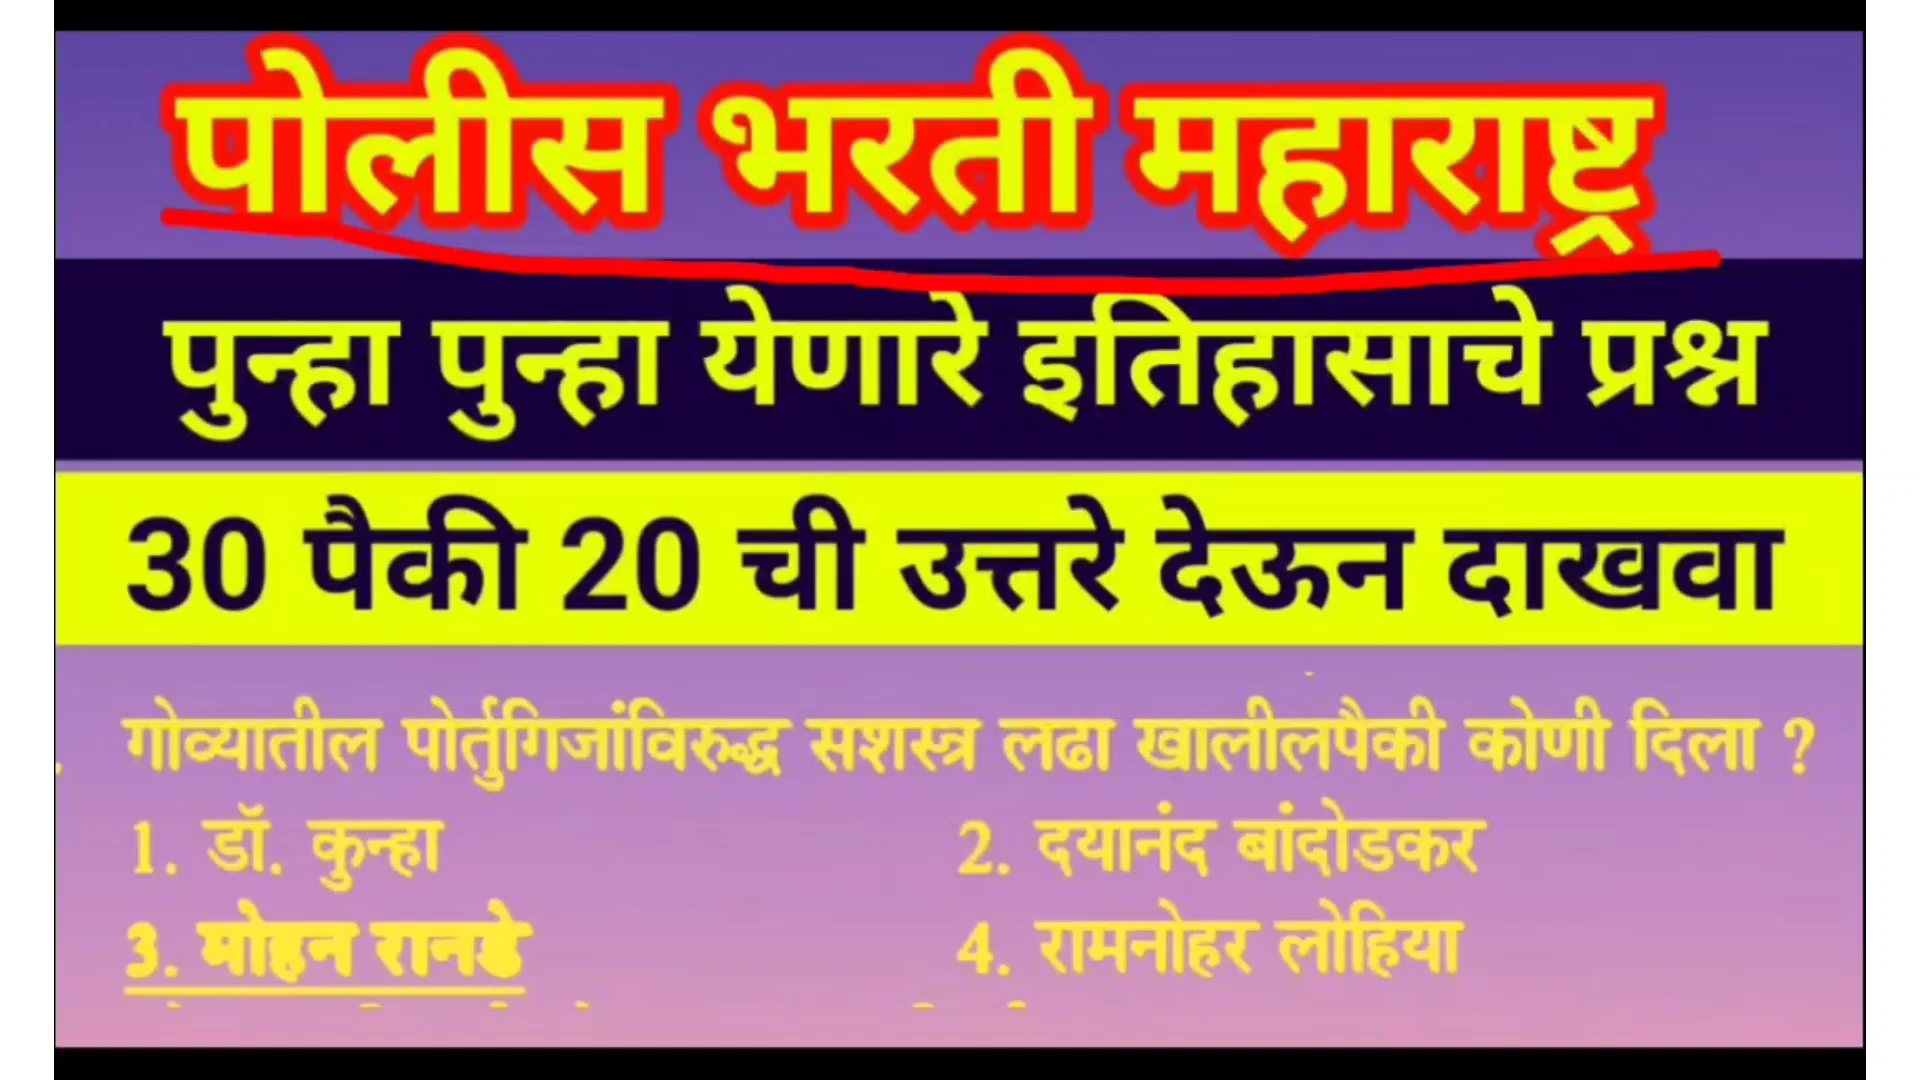 पोलीस भरती महाराष्ट्र
पुन्हा पुन्हा येणारे इतिहासाचे प्रश्न
30 पैकी 20 ची उत्तरे देऊन दाखवा
गोव्यातील पोर्तुगिजांविरुद्ध सशस्त्र लढा खालीलपैकी कोणी दिला ?
1. डॉ. कुन्हा 2. दयानंद बांदोडकर
3. मोहन रानडे 4. रामनोहर लोहिया